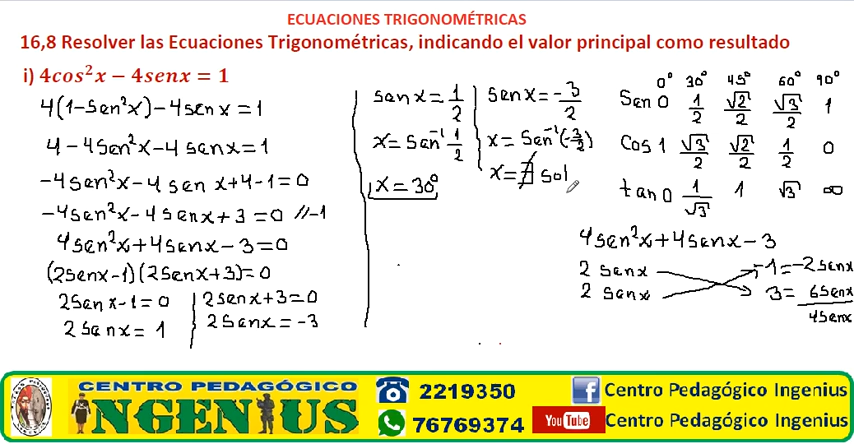 ECUACIONES TRIGONOMÉTRICAS
16,8 Resolver las Ecuaciones Trigonométricas, indicando el valor principal como resultado
i) 4cos²x − 4senx = 1
4(1-sen²x)-4senx=1
4-4sen²x-4senx=1
-4sen²x-4senx+4-1=0
-4sen²x-4senx+3=0 //-1
4sen²x+4senx-3=0
(2senx-1)(2senx+3)=0
2senx-1=0
2senx=1
2senx+3=0
2senx=-3
senx=1/2
x=sen⁻¹ 1/2
x=30°
senx=-3/2
x=sen⁻¹(-3/2)
x=∄ sol
0° 30° 45° 60° 90°
Sen 0 1/2 √2/2 √3/2 1
Cos 1 √3/2 √2/2 1/2 0
tan 0 1/√3 1 √3 ∞
4sen²x+4senx-3
2senx -1=-2senx
2senx 3=6senx
4senx
CENTRO PEDAGÓGICO
INGENIUS
2219350
76769374
Centro Pedagógico Ingenius
YouTube Centro Pedagógico Ingenius